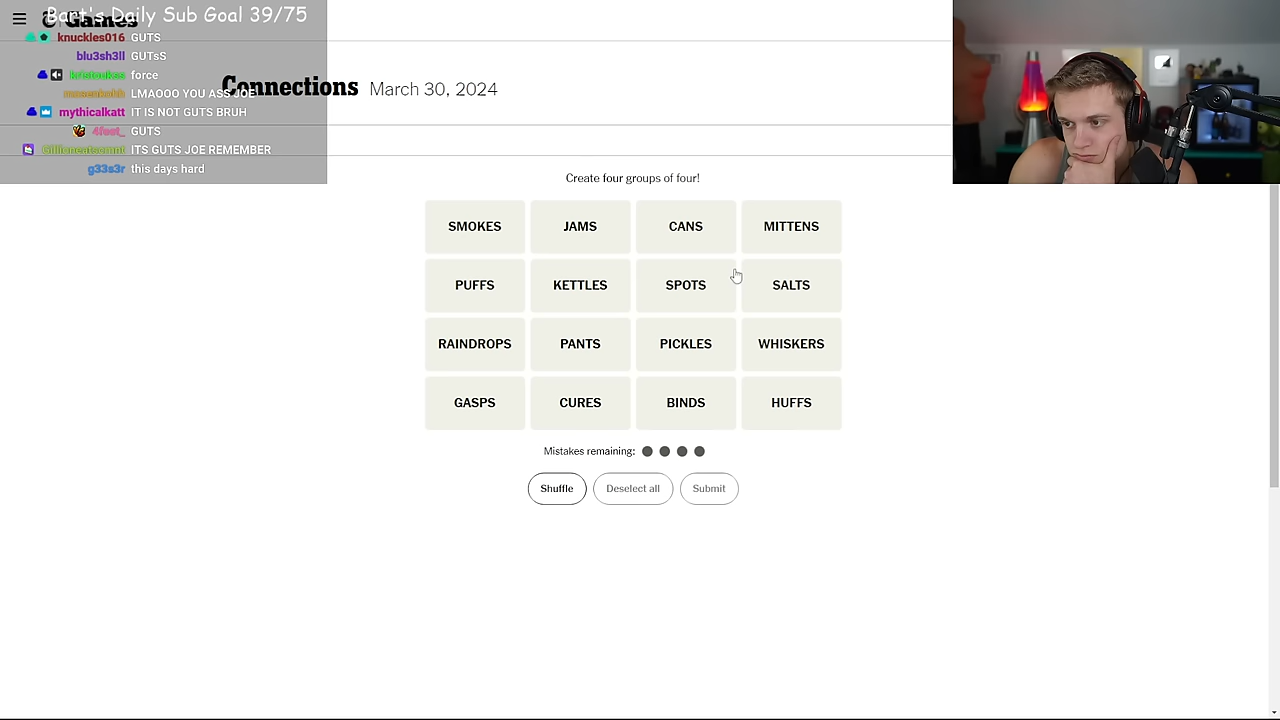 Bart's Daily Sub Goal 39/75
Games
knuckles016 GUTS
blu3sh3ll GUTsS
force
LMAOOO YOU ASS JOE
mythicalkatt IT IS NOT GUTS BRUH
4feet_ GUTS
ITS GUTS JOE REMEMBER
g33s3r this days hard
Connections March 30, 2024
Create four groups of four!
SMOKES JAMS CANS MITTENS
PUFFS KETTLES SPOTS SALTS
RAINDROPS PANTS PICKLES WHISKERS
GASPS CURES BINDS HUFFS
Mistakes remaining:
Shuffle Deselect all Submit